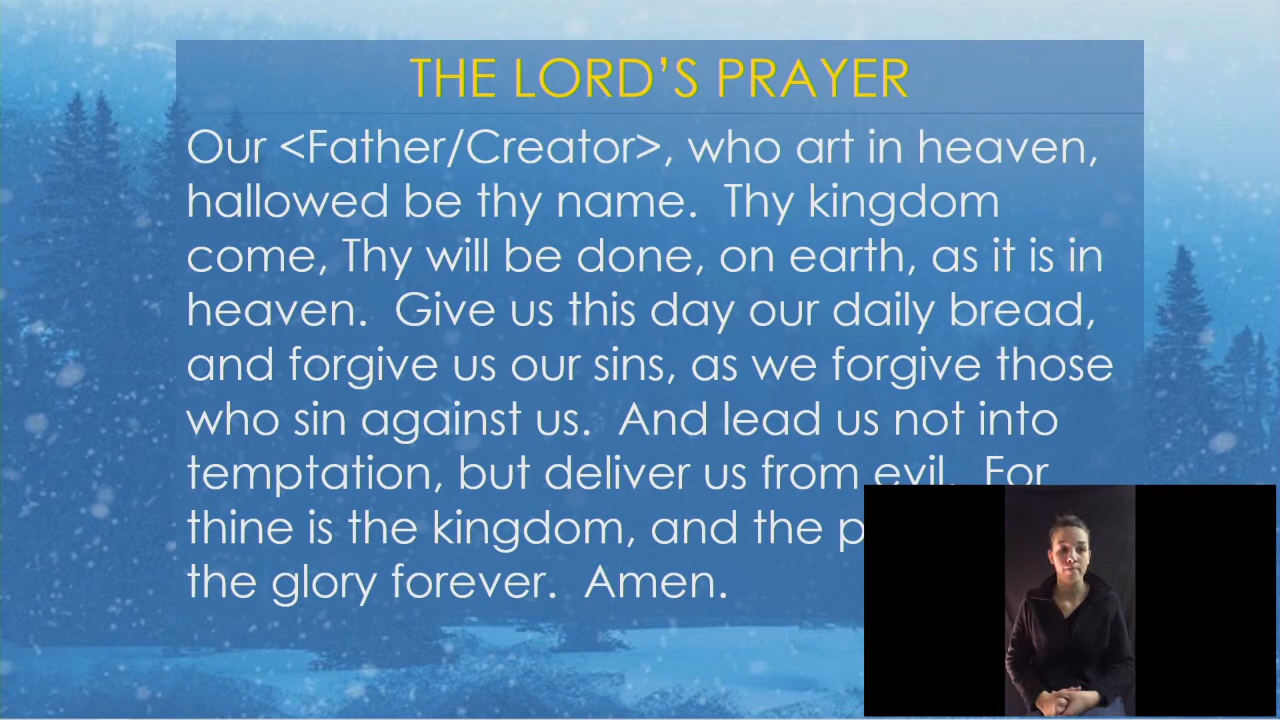 THE LORD'S PRAYER
Our <Father/Creator>, who art in heaven,
hallowed be thy name.  Thy kingdom
come, Thy will be done, on earth, as it is in
heaven.  Give us this day our daily bread,
and forgive us our sins, as we forgive those
who sin against us.  And lead us not into
temptation, but deliver us from evil.  For
thine is the kingdom, and the
the glory forever.  Amen.